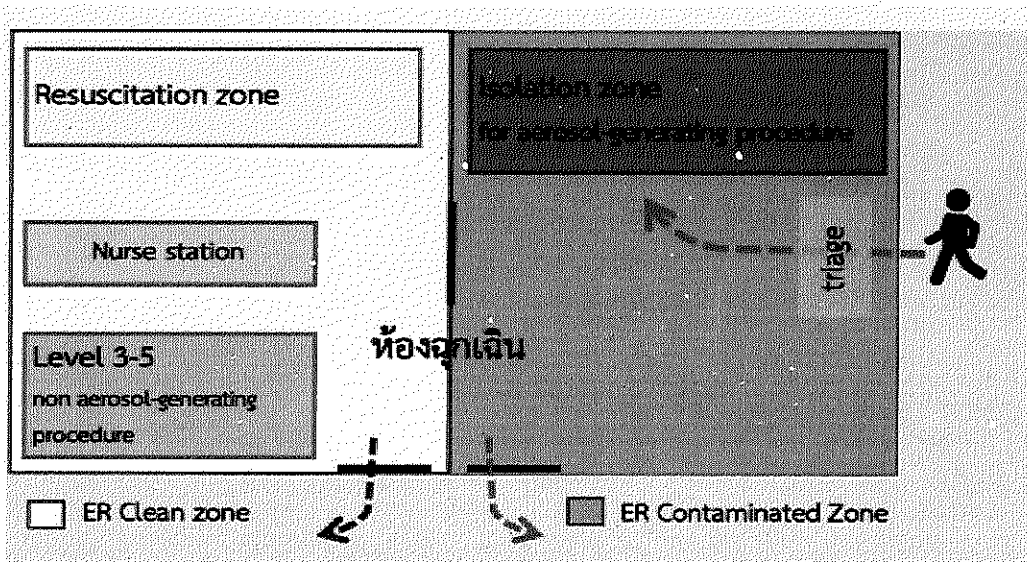 Resuscitation zone
Isolation zone
for aerosol-generating procedure
Nurse station
triage
ห้องฉุกเฉิน
Level 3-5
non aerosol-generating
procedure
ER Clean zone
ER Contaminated Zone